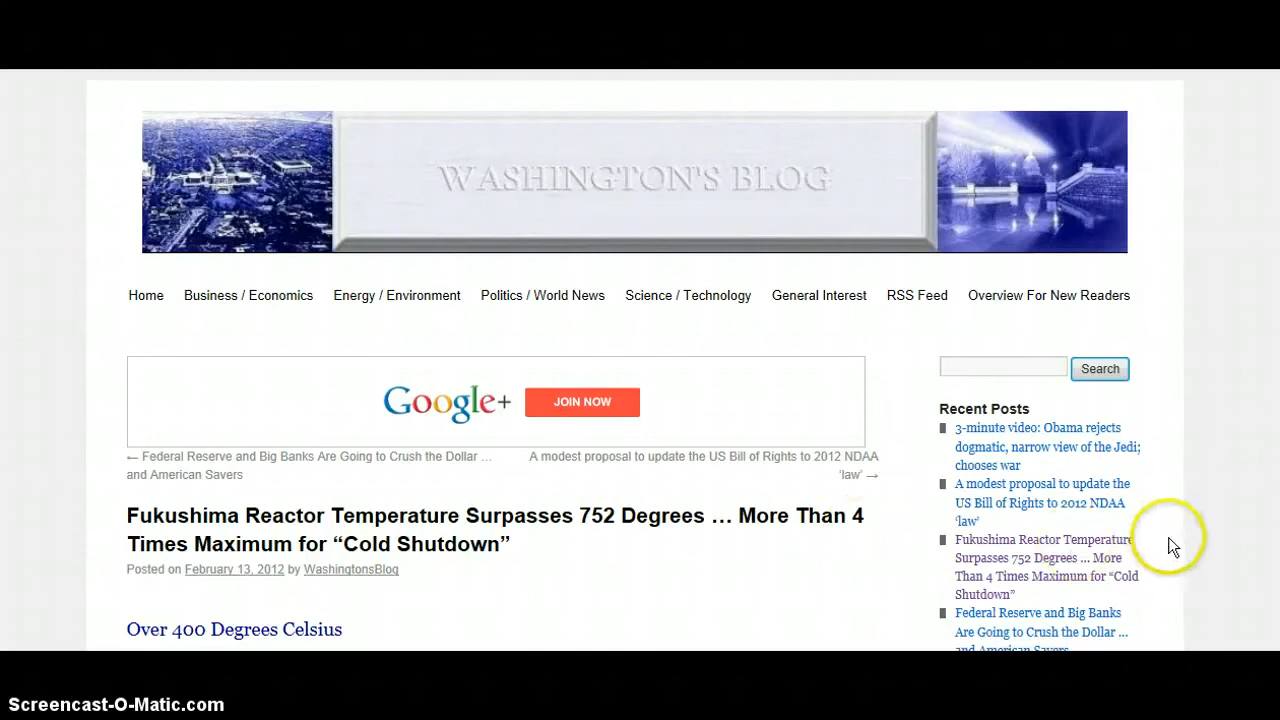 WASHINGTON'S BLOG
Home Business / Economics Energy / Environment Politics / World News Science / Technology General Interest RSS Feed Overview For New Readers
Google+ JOIN NOW
← Federal Reserve and Big Banks Are Going to Crush the Dollar …
and American Savers
A modest proposal to update the US Bill of Rights to 2012 NDAA
‘law’ →
Fukushima Reactor Temperature Surpasses 752 Degrees … More Than 4
Times Maximum for “Cold Shutdown”
Posted on February 13, 2012 by WashingtonsBlog
Over 400 Degrees Celsius
Search
Recent Posts
3-minute video: Obama rejects
dogmatic, narrow view of the Jedi;
chooses war
A modest proposal to update the
US Bill of Rights to 2012 NDAA
‘law’
Fukushima Reactor Temperature
Surpasses 752 Degrees … More
Than 4 Times Maximum for “Cold
Shutdown”
Federal Reserve and Big Banks
Are Going to Crush the Dollar …
and American Savers
Screencast-O-Matic.com